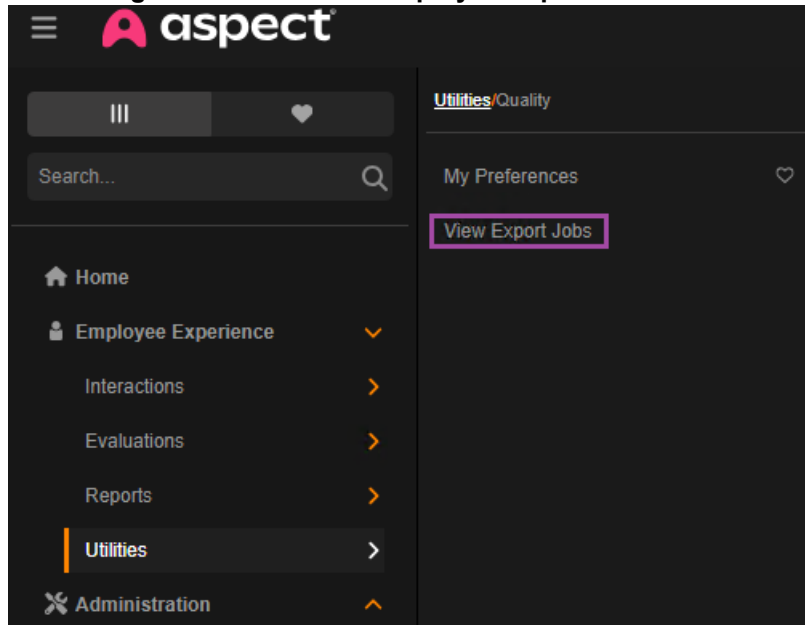 aspect
Utilities/Quality
Search...
My Preferences
View Export Jobs
Home
Employee Experience
Interactions
Evaluations
Reports
Utilities
Administration